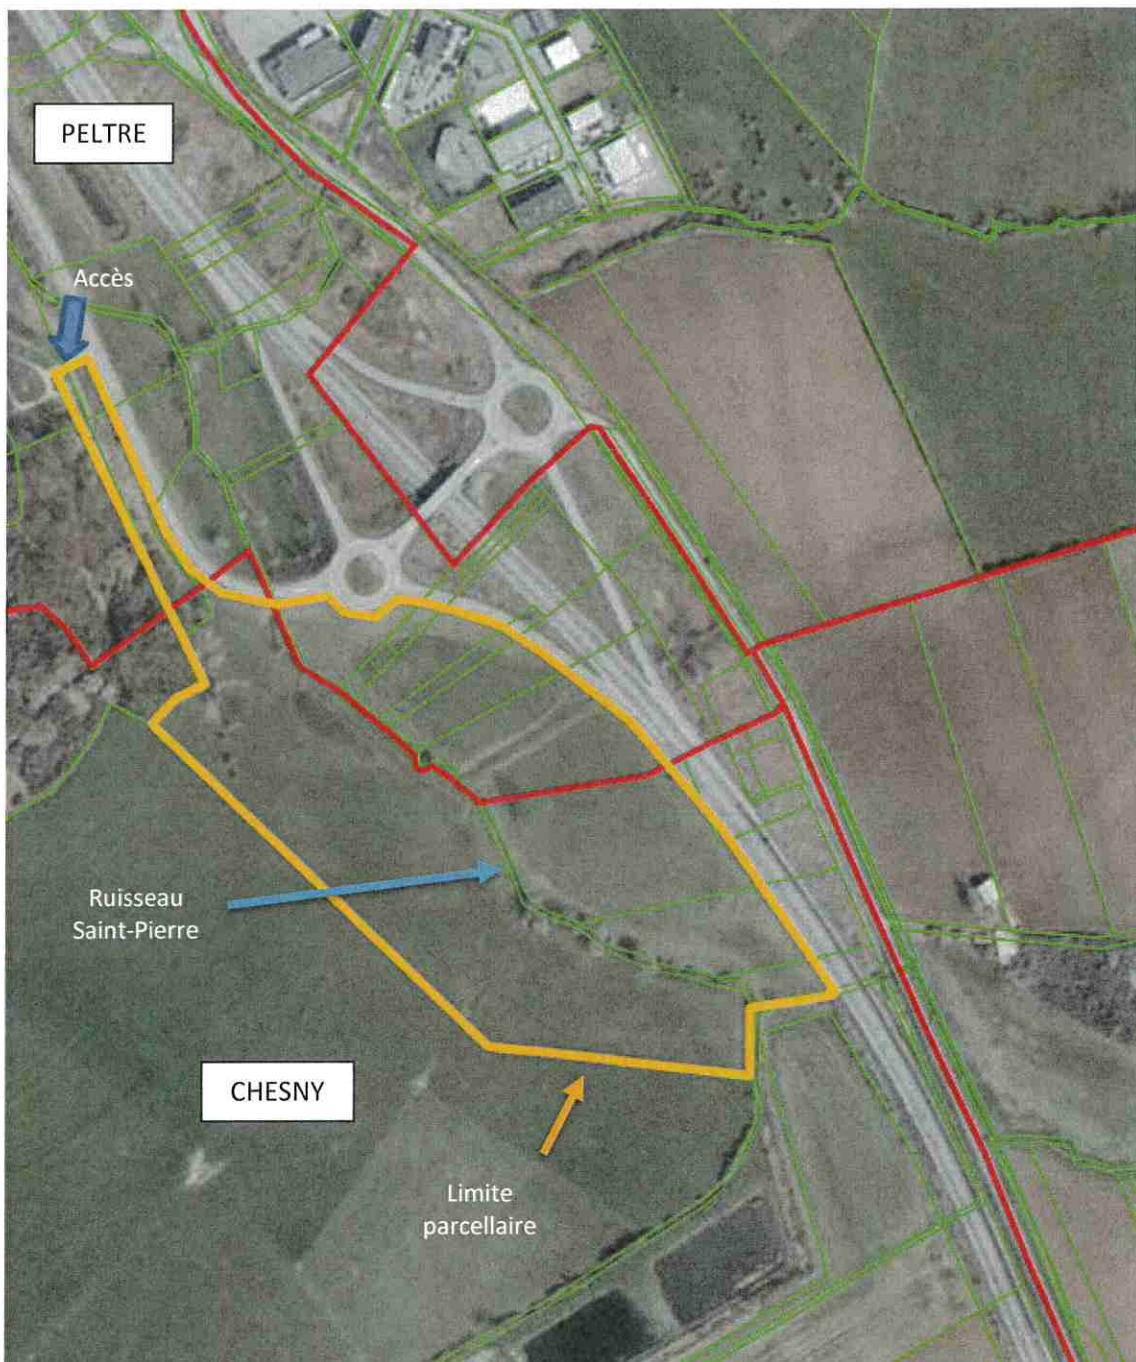 PELTRE
Accès
Ruisseau
Saint-Pierre
CHESNY
Limite
parcellaire